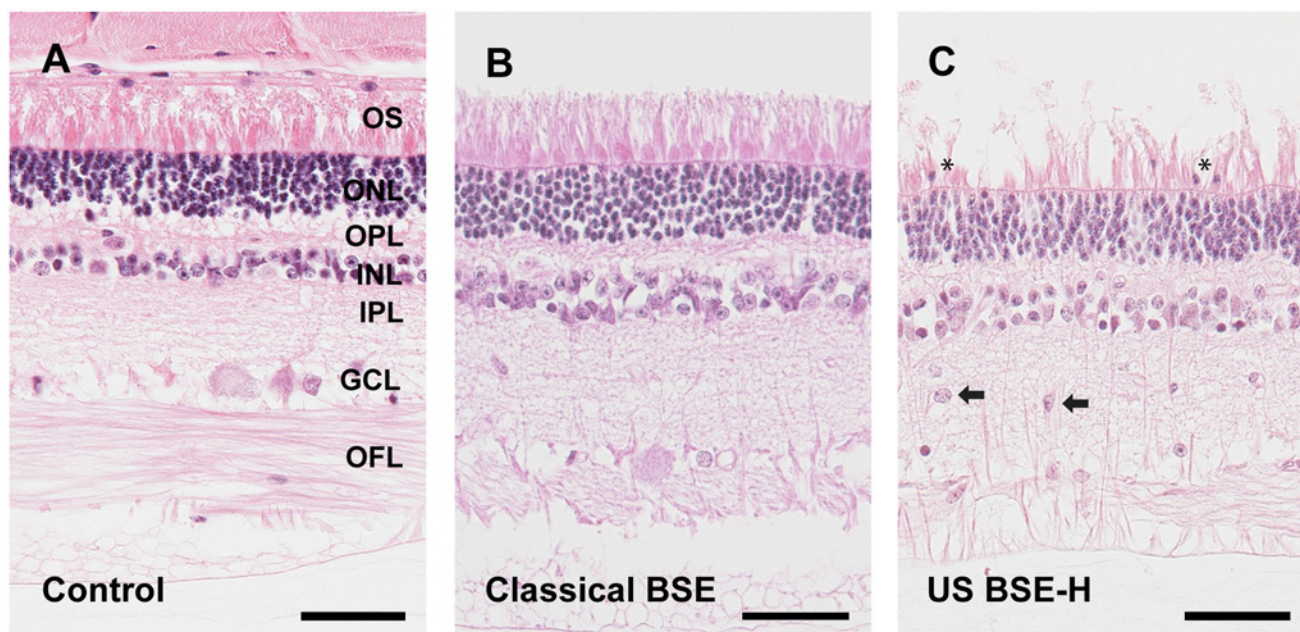 A
OS
ONL
OPL
INL
IPL
GCL
OFL
Control
B
Classical BSE
C
*
*
US BSE-H